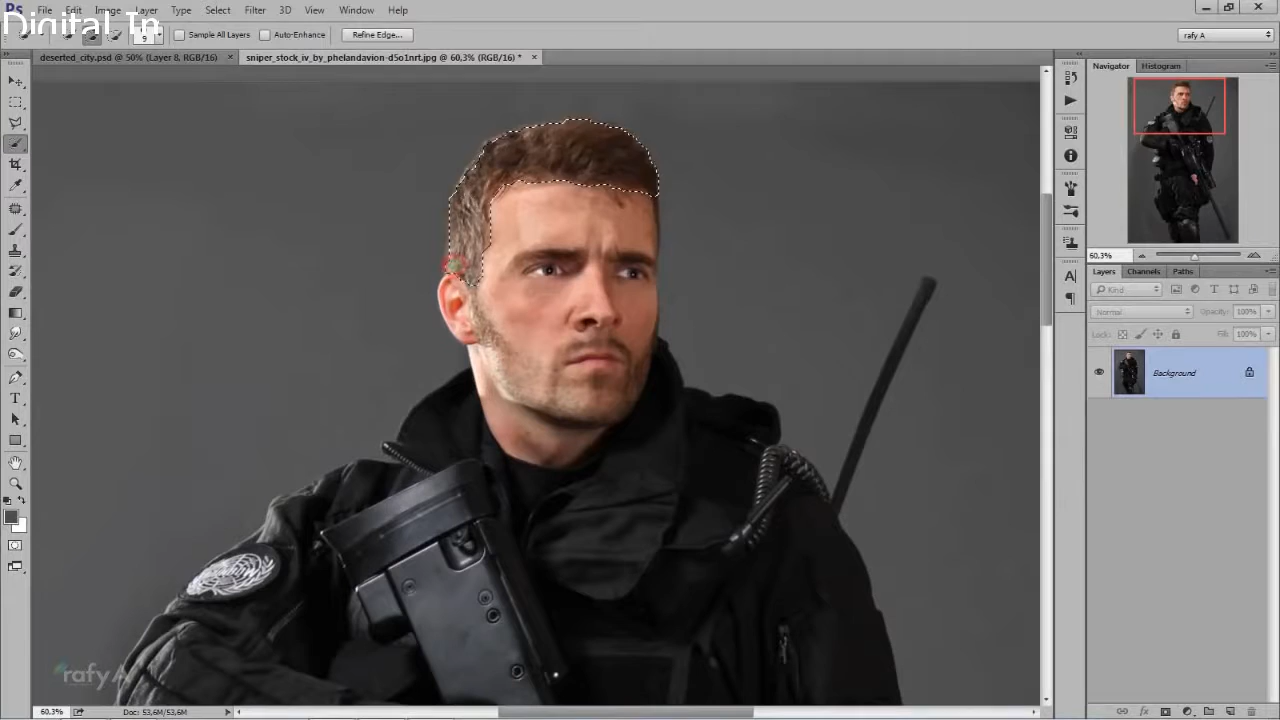 Ps File Edit Image Layer Type Select Filter 3D View Window Help
Digital In
9 Sample All Layers Auto-Enhance Refine Edge... rafy A
deserted_city.psd @ 50% (Layer 8, RGB/16) × sniper_stock_iv_by_phelandavion-d5o1nrt.jpg @ 60,3% (RGB/16) * ×
Navigator Histogram
60,3%
Layers Channels Paths
Kind
Normal Opacity: 100%
Lock: Fill: 100%
Background
rafy A
60,3% Doc: 53,6M/53,6M